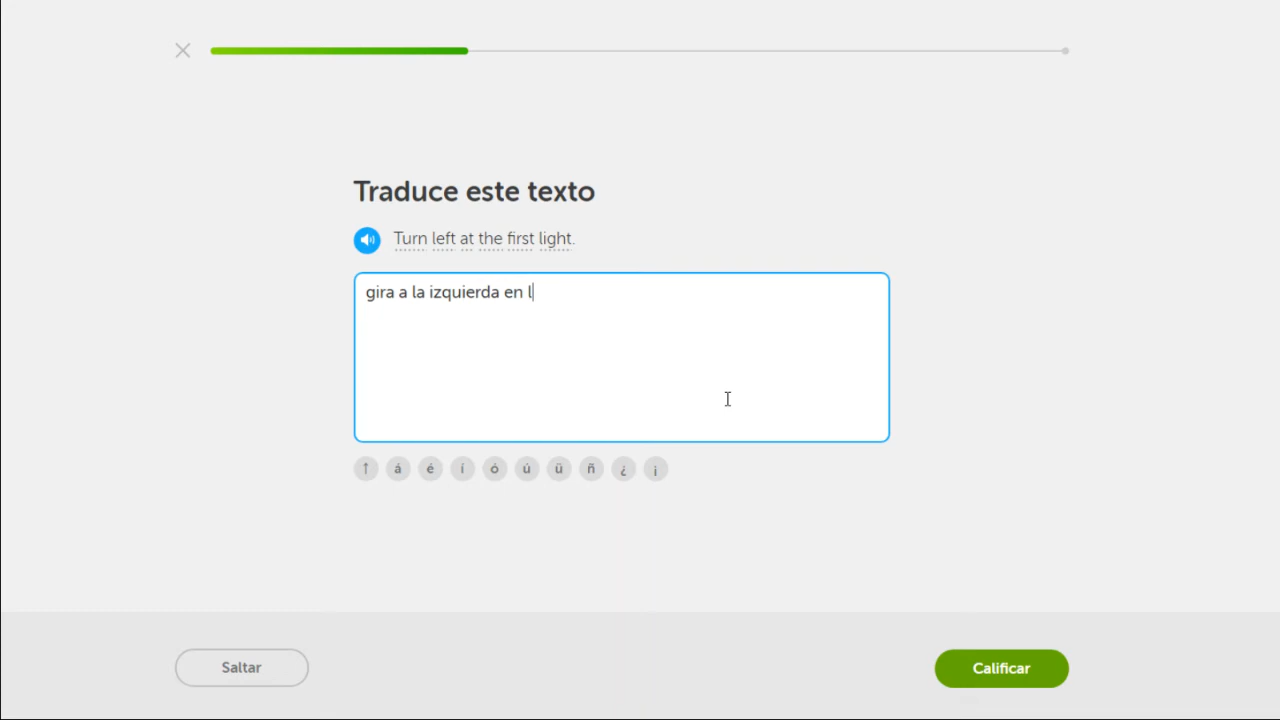 Traduce este texto
Turn left at the first light.
gira a la izquierda en l
↑ á é í ó ú ü ñ ¿ ¡
Saltar
Calificar